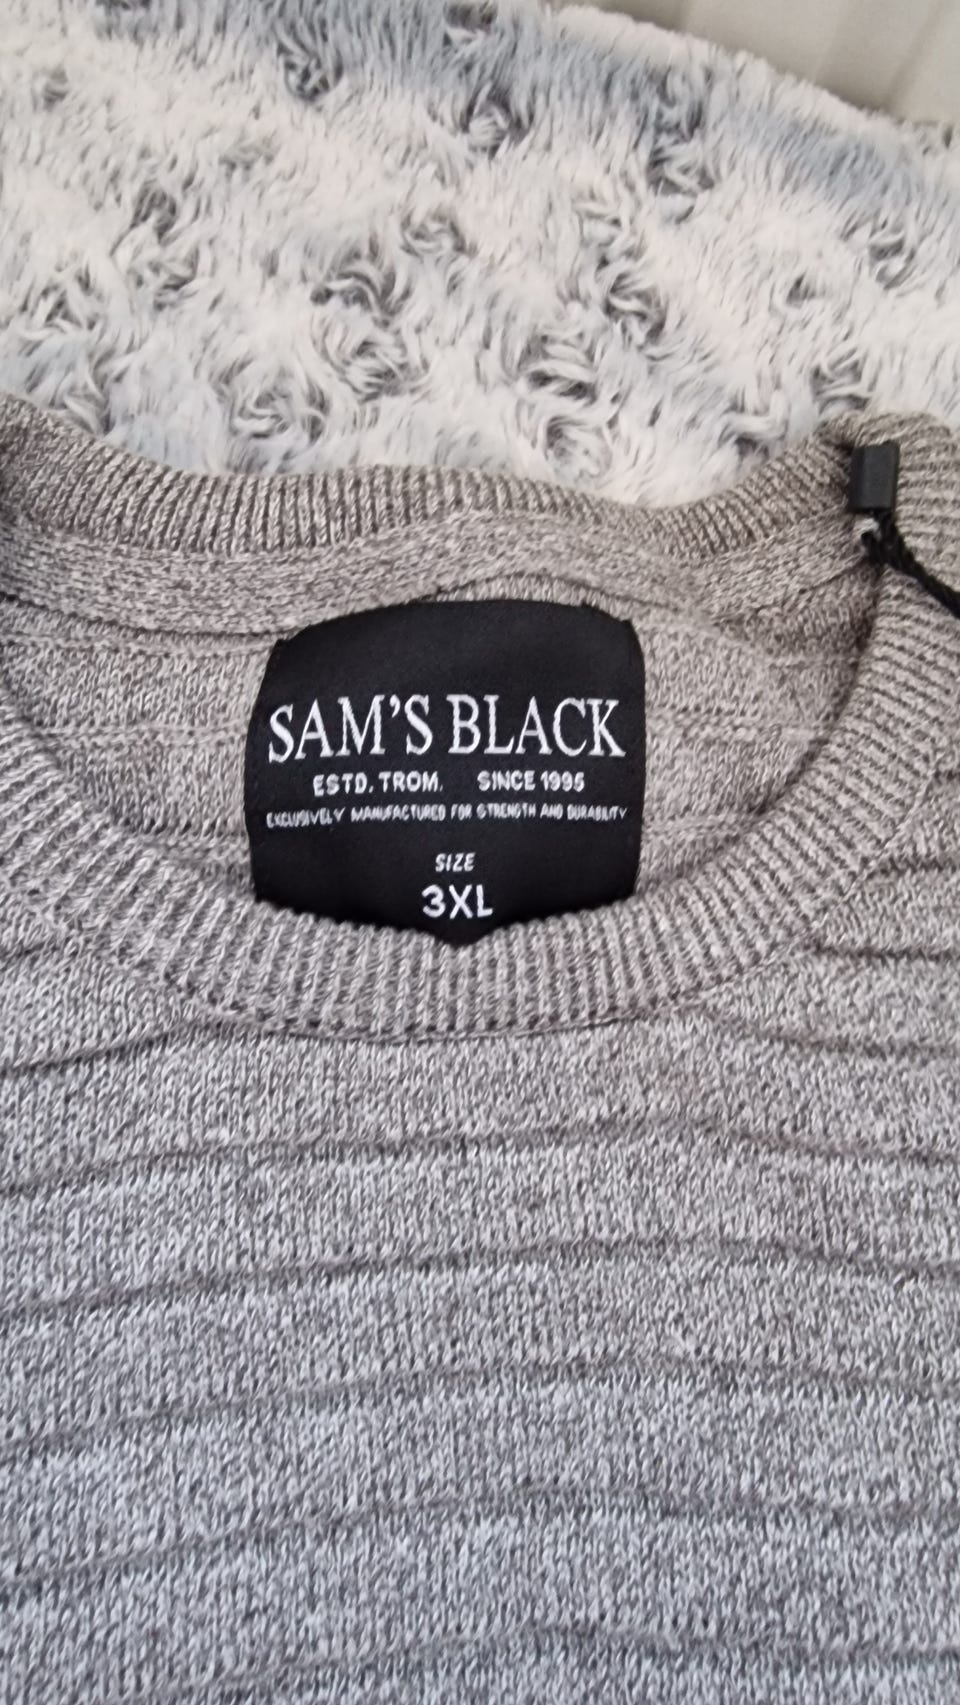 SAM'S BLACK
ESTD. TROM. SINCE 1995
EXCLUSIVELY MANUFACTURED FOR STRENGTH AND DURABILITY
SIZE
3XL